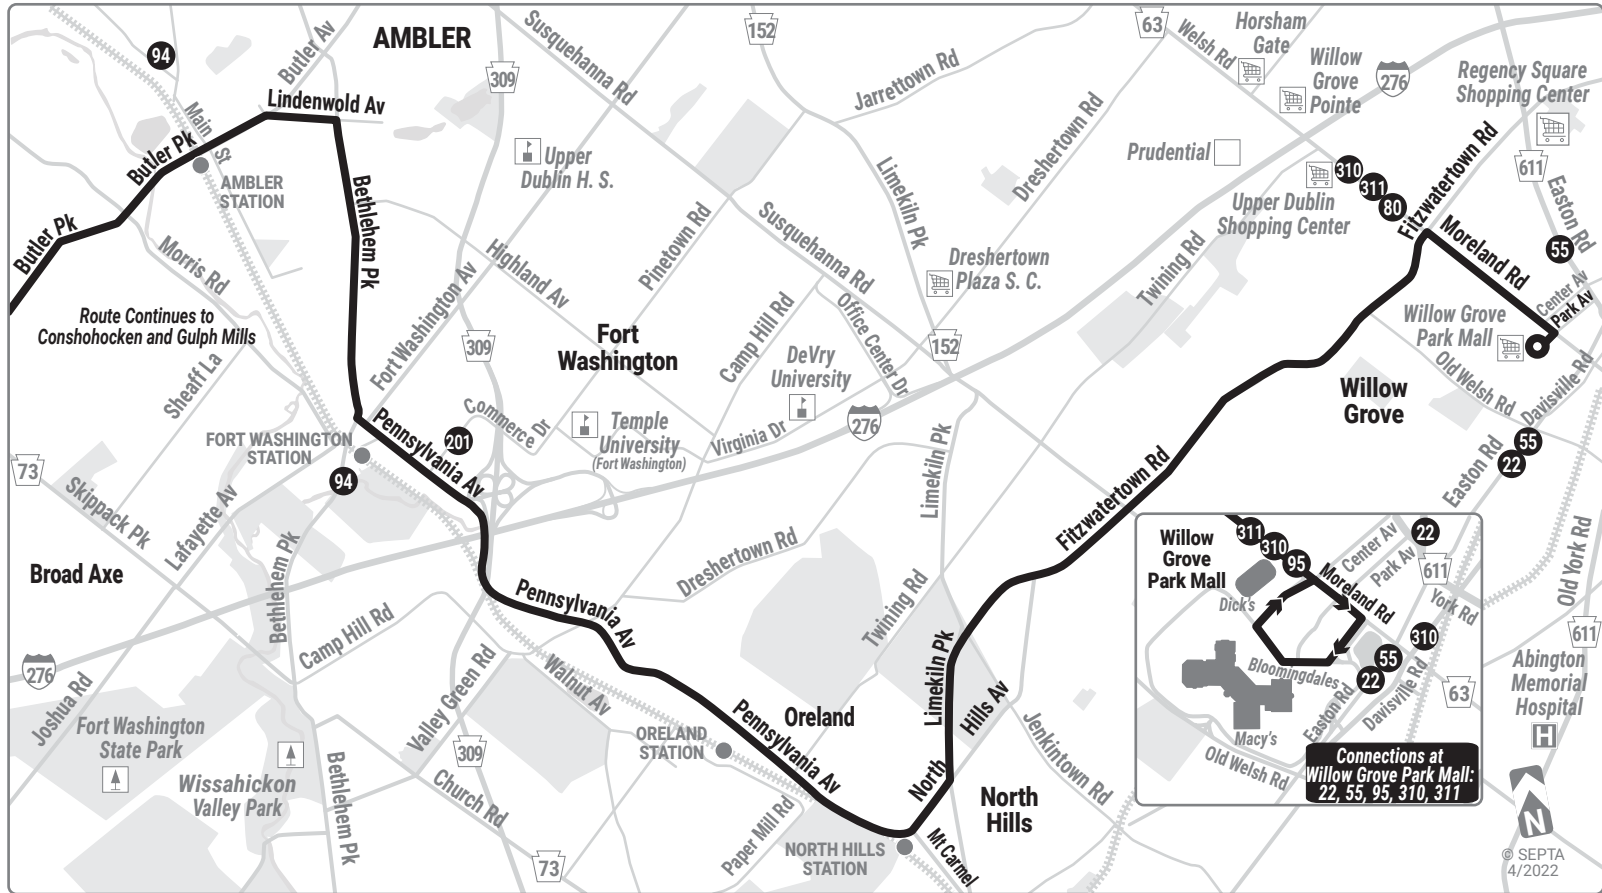 AMBLER
94
Butler Av
309
Susquehanna Rd
152
Jarrettown Rd
63
Welsh Rd
Horsham
Gate
Willow
Grove
Pointe
276
Regency Square
Shopping Center
Main
St
Lindenwold Av
Butler Pk
AMBLER
STATION
Upper
Dublin H. S.
Bethlehem Pk
Limekiln Pk
Dreshertown Rd
Prudential
310
311
80
Upper Dublin
Shopping Center
Fitzwatertown Rd
611
Easton Rd
55
Moreland Rd
Center Av
Park Av
Butler Pk
Morris Rd
Route Continues to
Conshohocken and Gulph Mills
Fort Washington Av
Highland Av
Pinetown Rd
Susquehanna Rd
Dreshertown
Plaza S. C.
Twining Rd
Willow Grove
Park Mall
Old Welsh Rd
Davisville Rd
309
Fort
Washington
Camp Hill Rd
Office Center Dr
152
DeVry
University
Willow
Grove
Sheaff La
FORT WASHINGTON
STATION
94
Pennsylvania Av
201
Commerce Dr
Temple
University
(Fort Washington)
Virginia Dr
276
Limekiln Pk
Fitzwatertown Rd
55
22
Easton Rd
73
Skippack Pk
Lafayette Av
Broad Axe
Bethlehem Pk
Camp Hill Rd
Pennsylvania Av
Dreshertown Rd
Twining Rd
Old York Rd
611
276
Joshua Rd
Fort Washington
State Park
Wissahickon
Valley Park
Valley Green Rd
309
Walnut Av
ORELAND
STATION
Oreland
Pennsylvania Av
Limekiln Pk
North
Hills Av
Jenkintown Rd
North
Hills
Bethlehem Pk
Church Rd
73
Paper Mill Rd
NORTH HILLS
STATION
Mt Carmel
Abington
Memorial
Hospital
H
Willow
Grove
Park Mall
311
310
95
Center Av
22
Park Av
611
Moreland Rd
York Rd
Dick's
Bloomingdales
55
22
310
Davisville Rd
63
Easton Rd
Macy's
Old Welsh Rd
Connections at
Willow Grove Park Mall:
22, 55, 95, 310, 311
N
© SEPTA
4/2022